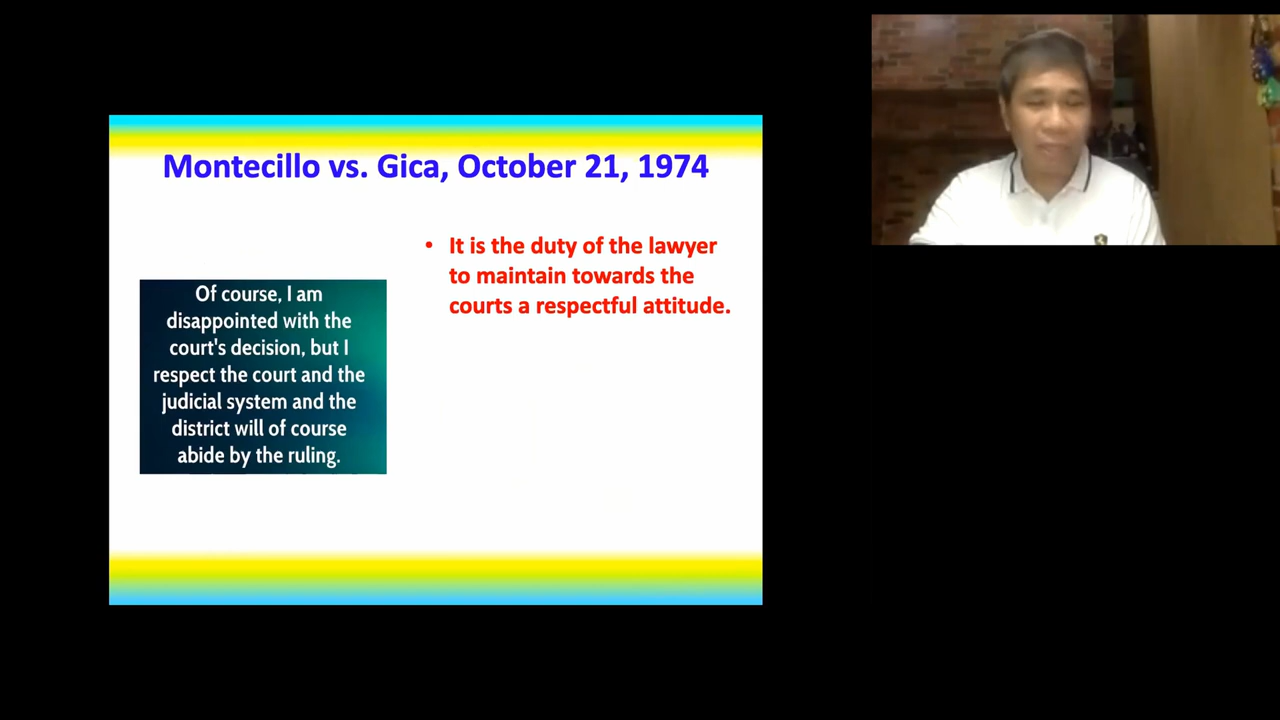 Montecillo vs. Gica, October 21, 1974
• It is the duty of the lawyer
to maintain towards the
courts a respectful attitude.
Of course, I am
disappointed with the
court's decision, but I
respect the court and the
judicial system and the
district will of course
abide by the ruling.